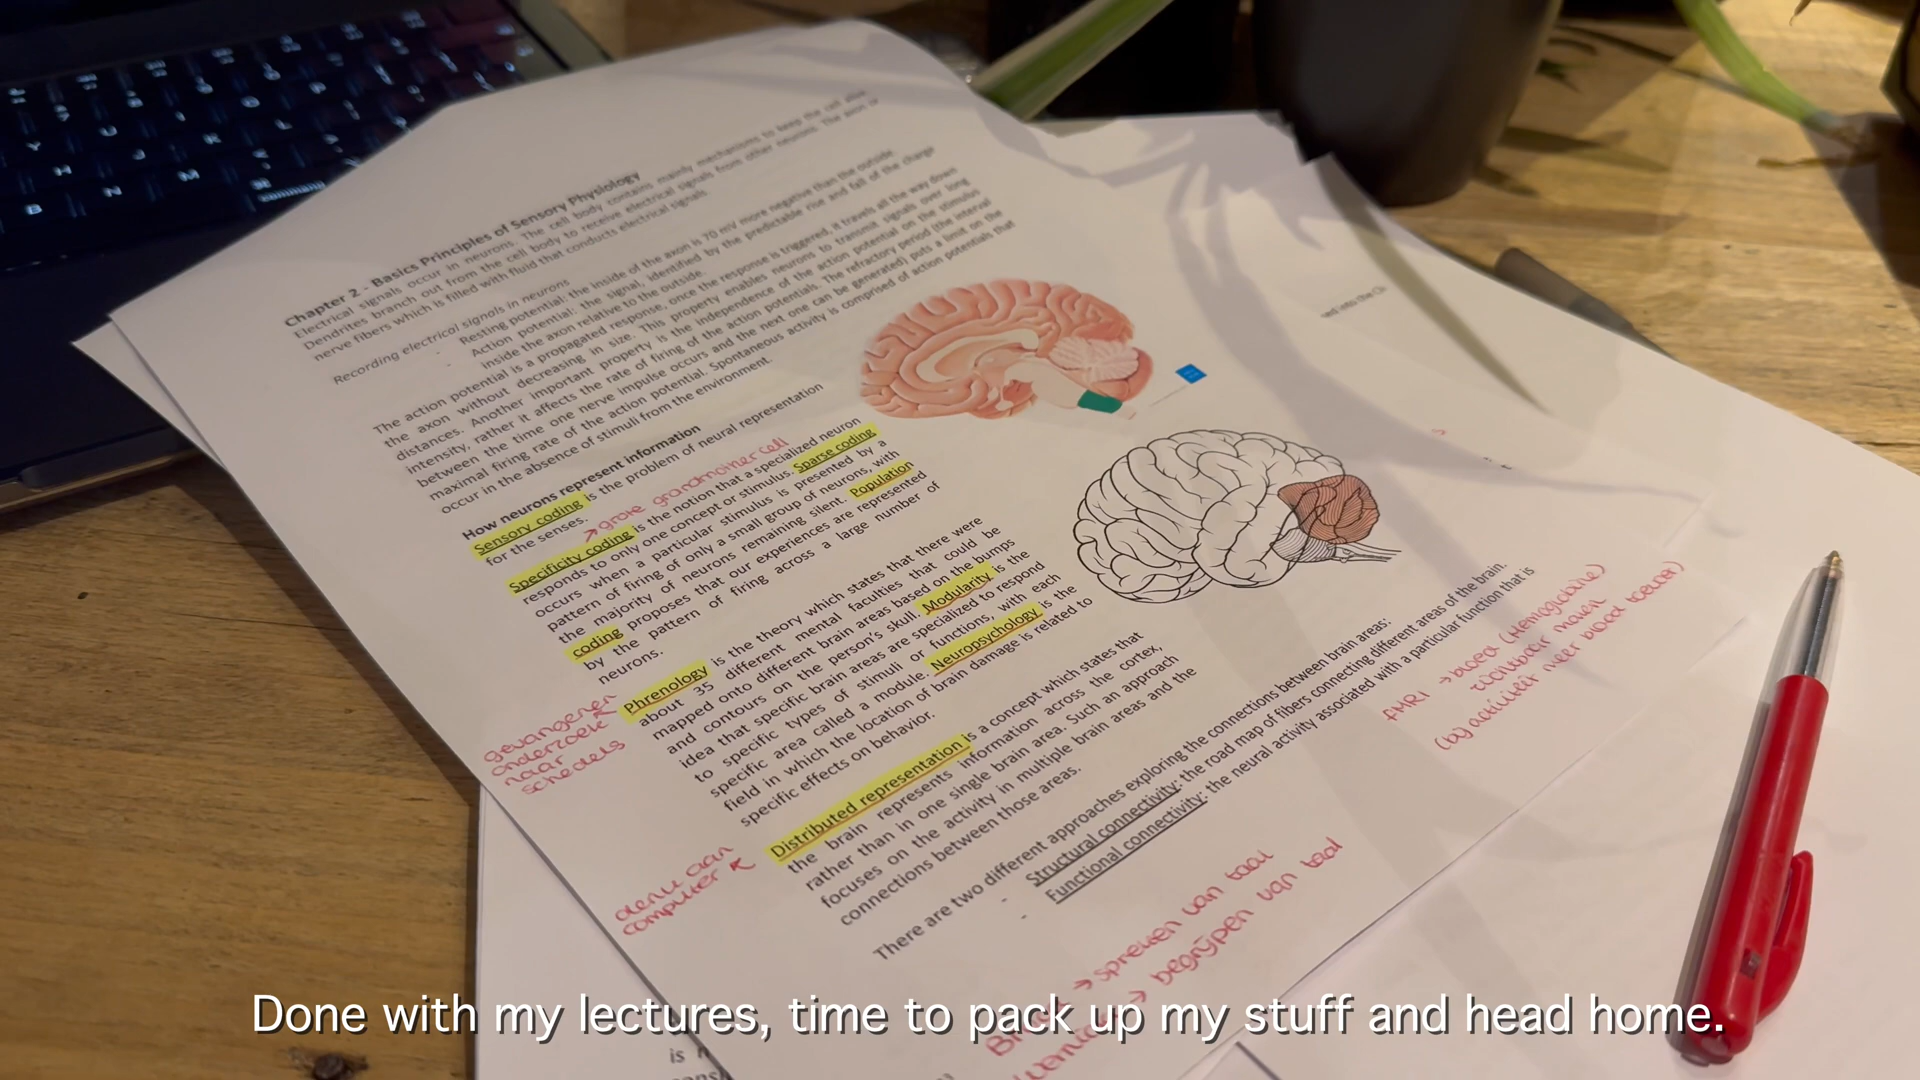 Chapter 2 - Basics Principles of Sensory Physiology
Electrical signals occur in neurons. The cell body contains mainly mechanisms to keep the cell alive.
Dendrites branch out from the cell body to receive electrical signals from other neurons. The axon or
nerve fibers which is filled with fluid that conducts electrical signals.
Recording electrical signals in neurons
- Resting potential: the inside of the axon is 70 mV more negative than the outside.
- Action potential: the signal, identified by the predictable rise and fall of the charge
inside the axon relative to the outside.
The action potential is a propagated response, once the response is triggered, it travels all the way down
the axon without decreasing in size. This property enables neurons to transmit signals over long
distances. Another important property is the independence of the action potential on the stimulus
intensity, rather it affects the rate of firing of the action potentials. The refractory period (the interval
between the time one nerve impulse occurs and the next one can be generated) puts a limit on the
maximal firing rate of the action potential. Spontaneous activity is comprised of action potentials that
occur in the absence of stimuli from the environment.
How neurons represent information
Sensory coding is the problem of neural representation
for the senses.
→ grote grandmother cell
Specificity coding is the notion that a specialized neuron
responds to only one concept or stimulus. Sparse coding
occurs when a particular stimulus is presented by a
pattern of firing of only a small group of neurons, with
the majority of neurons remaining silent. Population
coding proposes that our experiences are represented
by the pattern of firing across a large number of
neurons.
Phrenology is the theory which states that there were
about 35 different mental faculties that could be
mapped onto different brain areas based on the bumps
and contours on the person's skull. Modularity is the
idea that specific brain areas are specialized to respond
to specific types of stimuli or functions, with each
specific area called a module. Neuropsychology is the
field in which the location of brain damage is related to
specific effects on behavior.
gevangenen
onderzoek
naar
schedels
Distributed representation is a concept which states that
the brain represents information across the cortex,
rather than in one single brain area. Such an approach
focuses on the activity in multiple brain areas and the
connections between those areas.
denk aan
computer
There are two different approaches exploring the connections between brain areas:
- Structural connectivity: the road map of fibers connecting different areas of the brain.
- Functional connectivity: the neural activity associated with a particular function that is
fMRI → bloed (Hemoglobine)
zichtbaar maken
(bij activiteit meer bloed toevoer)
→ spreken van taal
→ begrijpen van taal
command
Done with my lectures, time to pack up my stuff and head home.